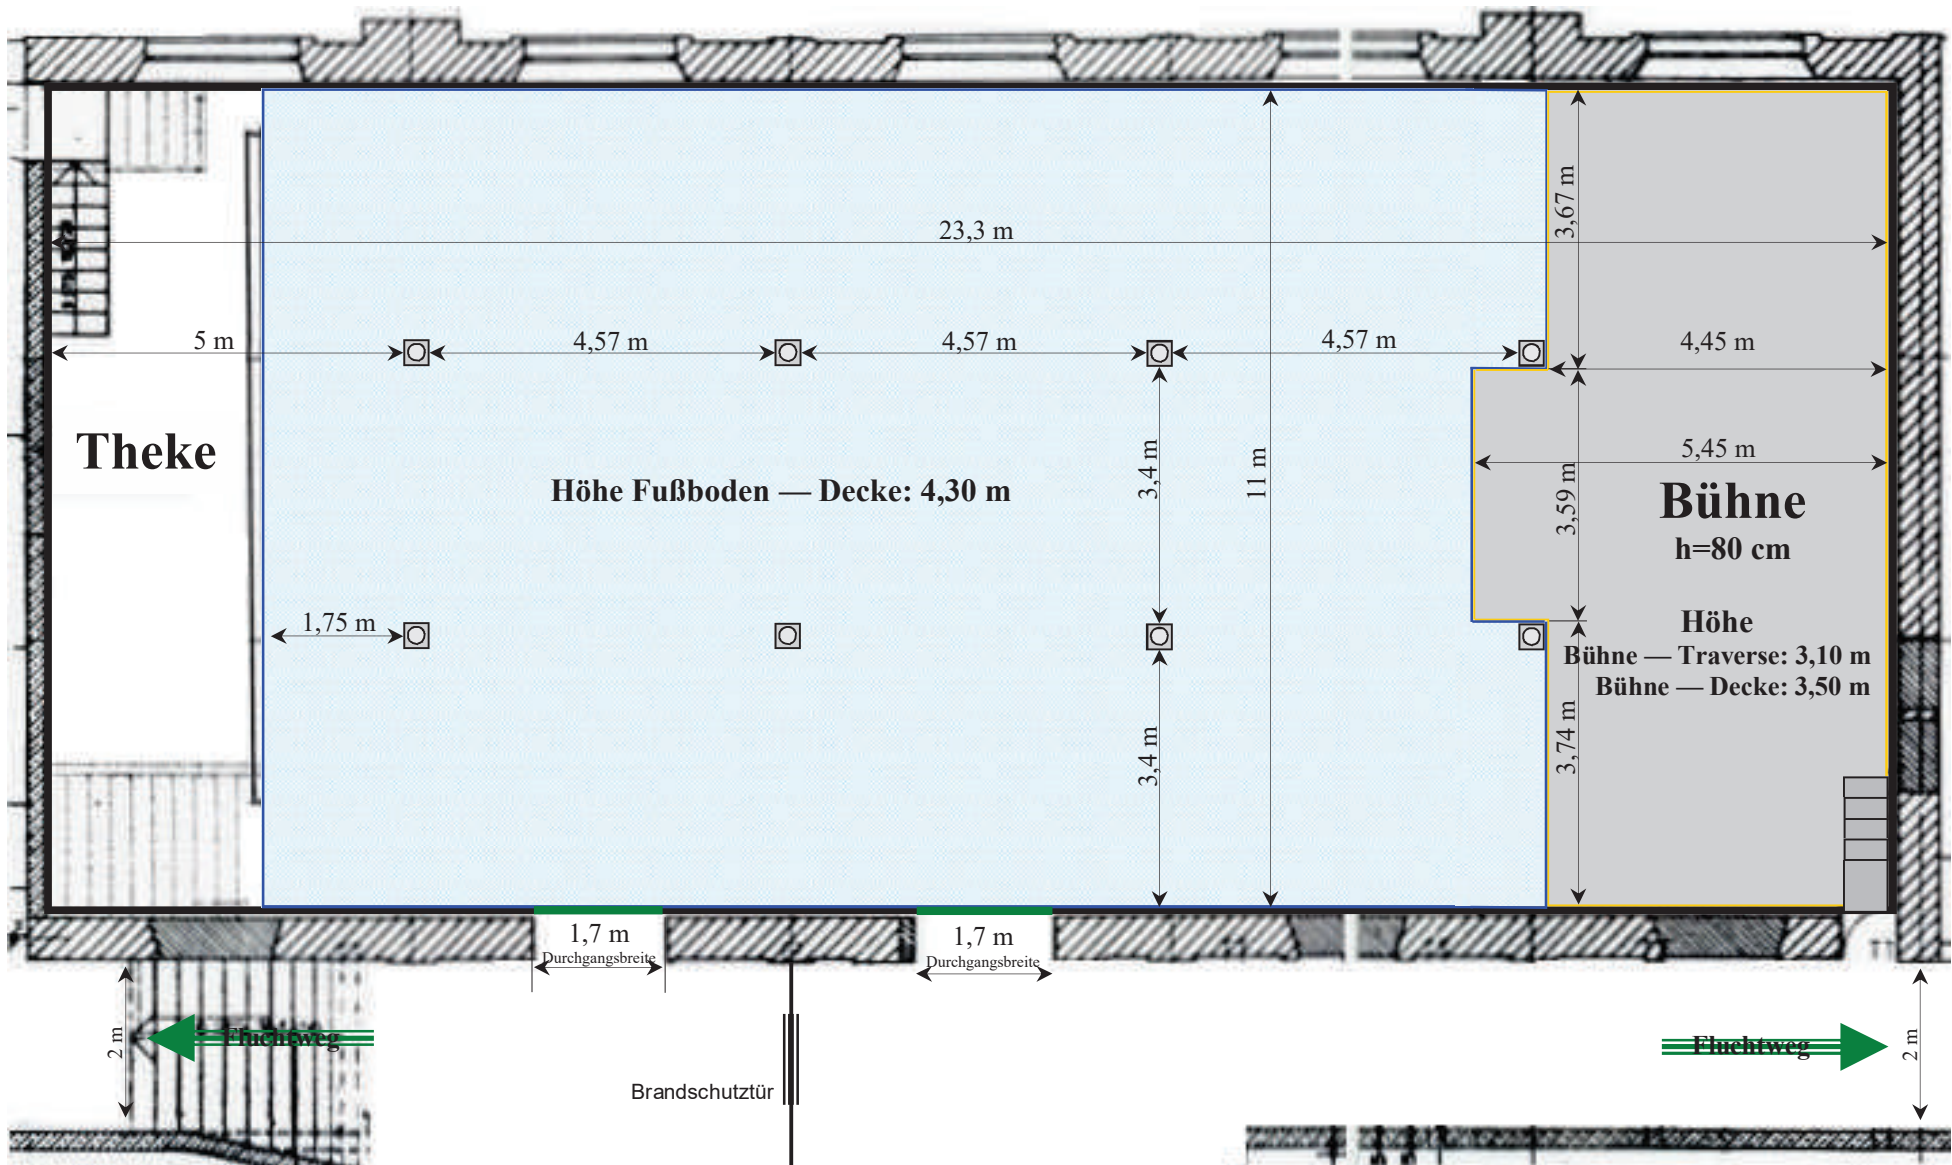 3,67 m
23,3 m
5 m
4,57 m
4,57 m
4,57 m
4,45 m
Theke
Höhe Fußboden — Decke: 4,30 m
3,4 m
11 m
5,45 m
3,59 m
Bühne
h=80 cm
1,75 m
Höhe
Bühne — Traverse: 3,10 m
Bühne — Decke: 3,50 m
3,4 m
3,74 m
1,7 m
Durchgangsbreite
1,7 m
Durchgangsbreite
2 m
Fluchtweg
Fluchtweg
2 m
Brandschutztür